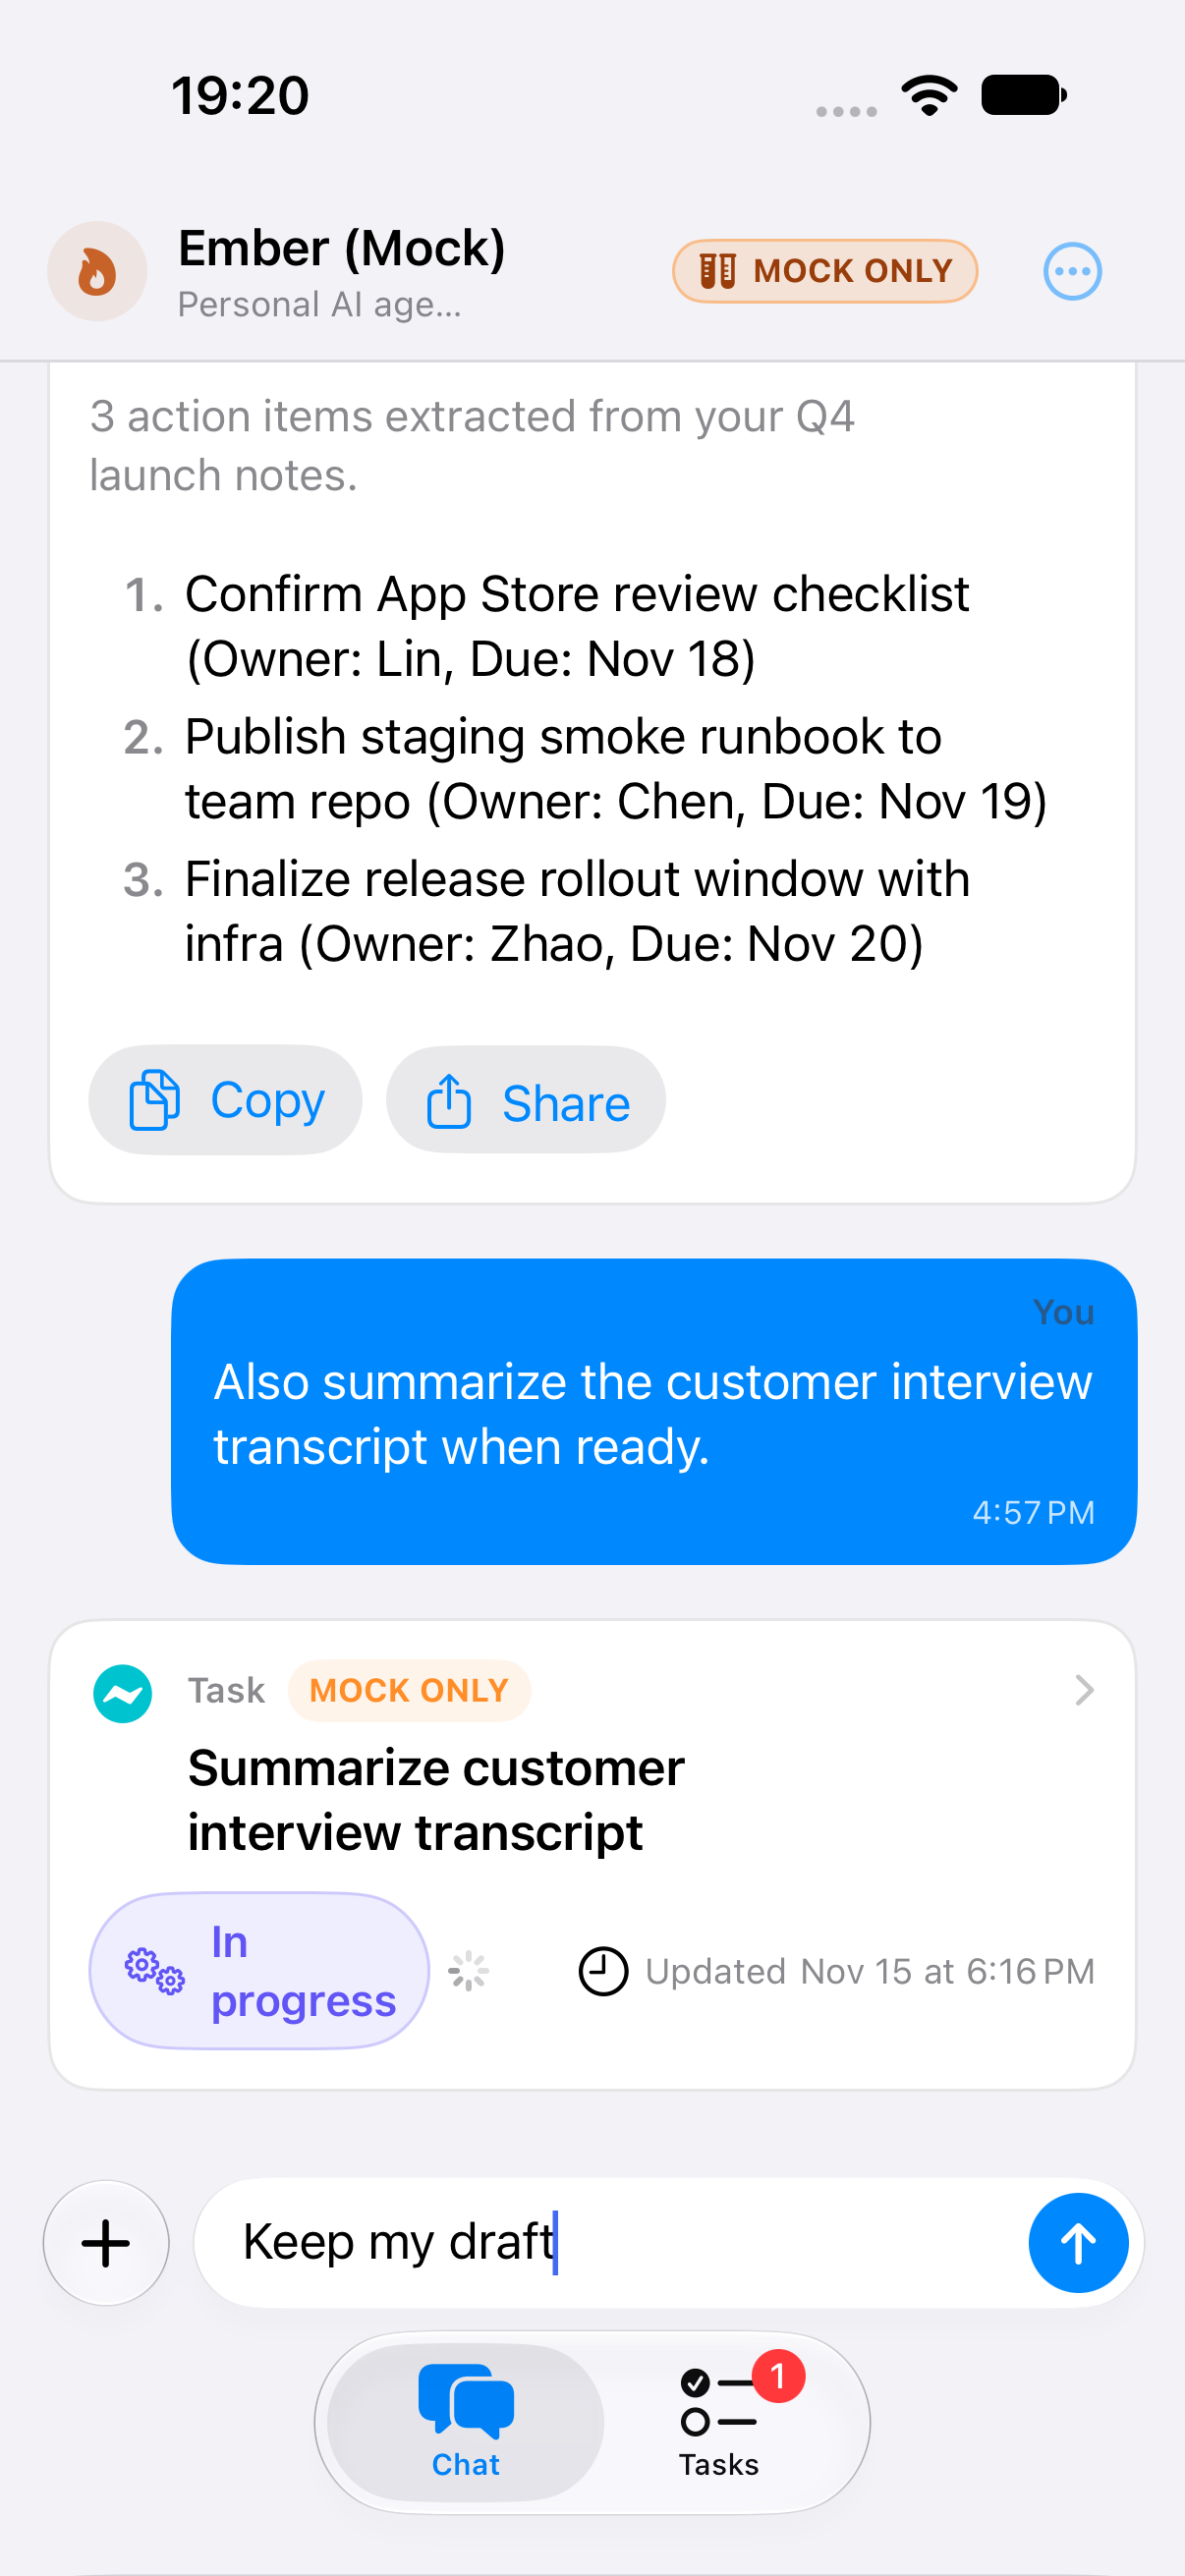 19:20
Ember (Mock)
Personal AI age...
MOCK ONLY
3 action items extracted from your Q4
launch notes.
1. Confirm App Store review checklist
(Owner: Lin, Due: Nov 18)
2. Publish staging smoke runbook to
team repo (Owner: Chen, Due: Nov 19)
3. Finalize release rollout window with
infra (Owner: Zhao, Due: Nov 20)
Copy
Share
You
Also summarize the customer interview
transcript when ready.
4:57 PM
Task
MOCK ONLY
Summarize customer
interview transcript
In
progress
Updated Nov 15 at 6:16 PM
Keep my draft
1
Chat
Tasks